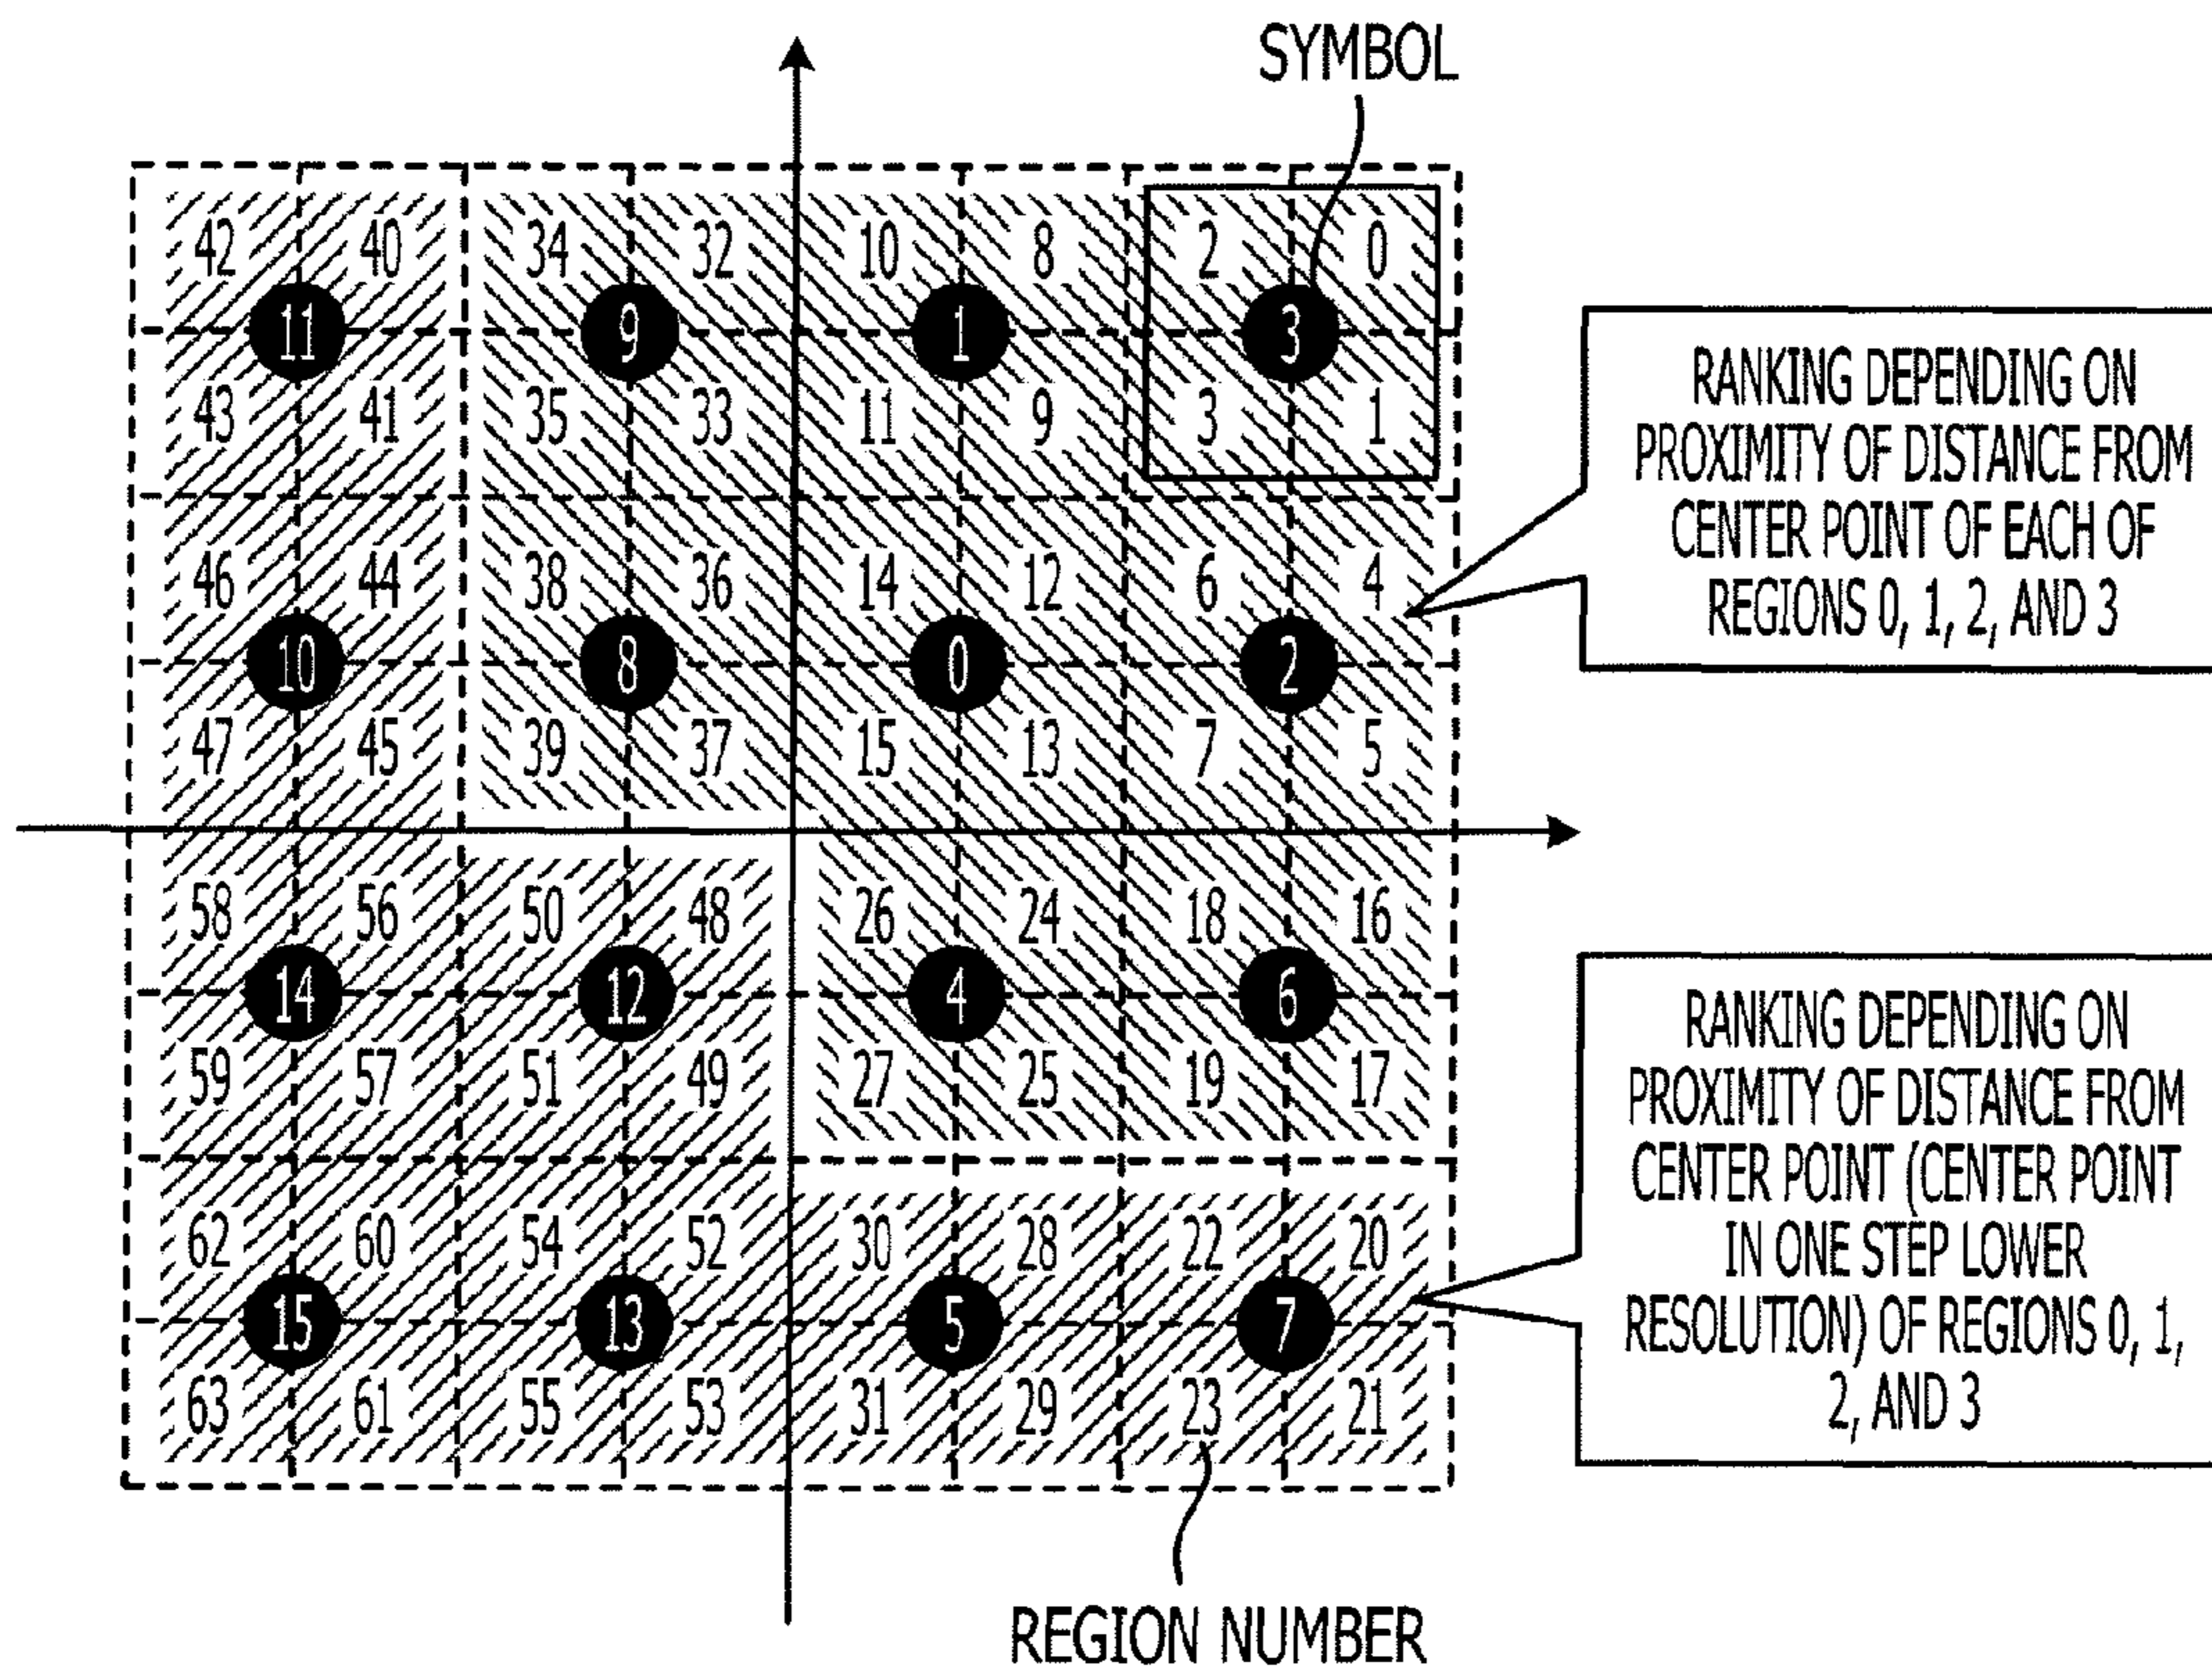 SYMBOL
42 40 34 32 10 8 2 0
11 9 1 3
43 41 35 33 11 9 3 1
46 44 38 36 14 12 6 4
10 8 0 2
47 45 39 37 15 13 7 5
58 56 50 48 26 24 18 16
14 12 4 6
59 57 51 49 27 25 19 17
62 60 54 52 30 28 22 20
15 13 5 7
63 61 55 53 31 29 23 21
REGION NUMBER
RANKING DEPENDING ON
PROXIMITY OF DISTANCE FROM
CENTER POINT OF EACH OF
REGIONS 0, 1, 2, AND 3
RANKING DEPENDING ON
PROXIMITY OF DISTANCE FROM
CENTER POINT (CENTER POINT
IN ONE STEP LOWER
RESOLUTION) OF REGIONS 0, 1,
2, AND 3